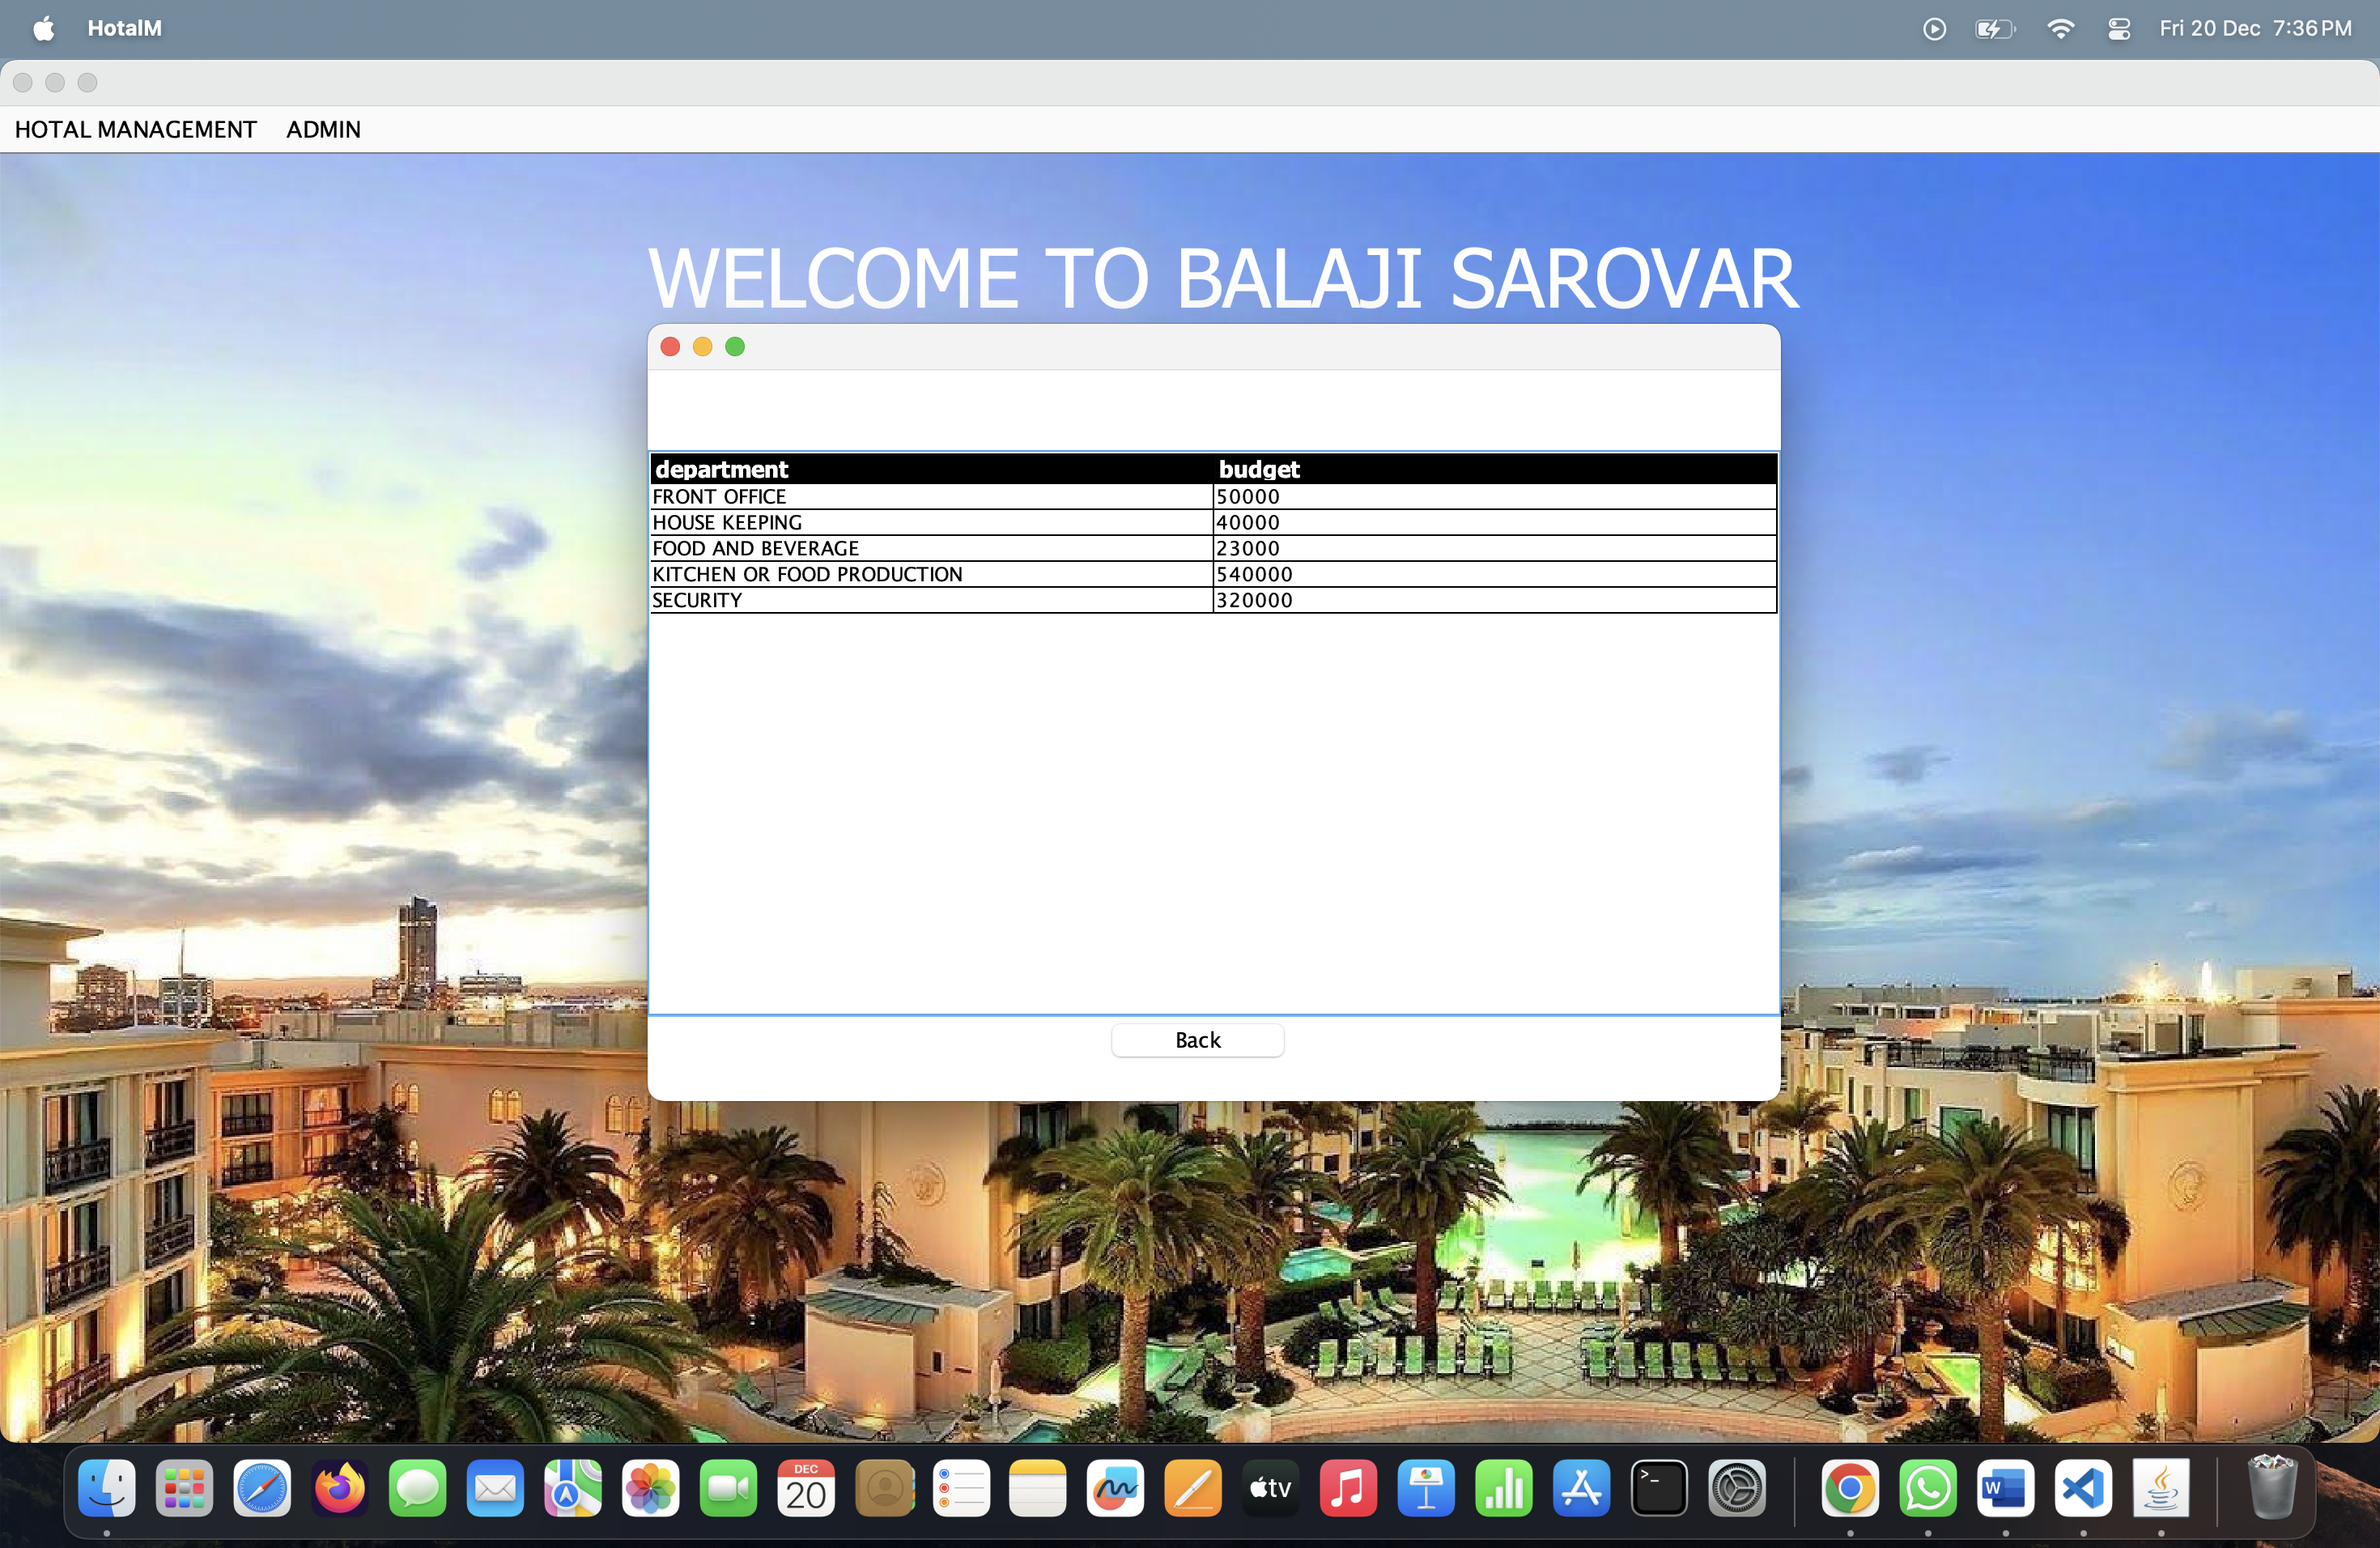 HotalM Fri 20 Dec 7:36 PM
HOTAL MANAGEMENT ADMIN
WELCOME TO BALAJI SAROVAR
department budget
FRONT OFFICE 50000
HOUSE KEEPING 40000
FOOD AND BEVERAGE 23000
KITCHEN OR FOOD PRODUCTION 540000
SECURITY 320000
Back
DEC
20
tv
>_
W